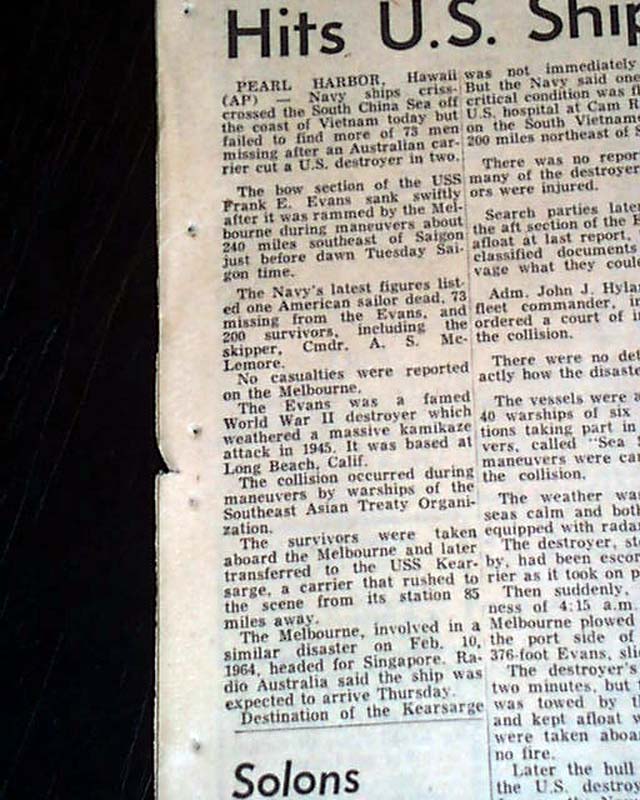 Hits U.S. Ship
PEARL HARBOR, Hawaii
(AP) — Navy ships criss-
crossed the South China Sea off
the coast of Vietnam today but
failed to find more of 73 men
missing after an Australian car-
rier cut a U.S. destroyer in two.
The bow section of the USS
Frank E. Evans sank swiftly
after it was rammed by the Mel-
bourne during maneuvers about
240 miles southeast of Saigon
just before dawn Tuesday Sai-
gon time.
The Navy's latest figures list-
ed one American sailor dead, 73
missing from the Evans, and
200 survivors, including the
skipper, Cmdr. A. S. Mc-
Lemore.
No casualties were reported
on the Melbourne.
The Evans was a famed
World War II destroyer which
weathered a massive kamikaze
attack in 1945. It was based at
Long Beach, Calif.
The collision occurred during
maneuvers by warships of the
Southeast Asian Treaty Organi-
zation.
The survivors were taken
aboard the Melbourne and later
transferred to the USS Kear-
sarge, a carrier that rushed to
the scene from its station 85
miles away.
The Melbourne, involved in a
similar disaster on Feb. 10,
1964, headed for Singapore. Ra-
dio Australia said the ship was
expected to arrive Thursday.
Destination of the Kearsarge
Solons
was not immediately
But the Navy said one
critical condition was fl
U.S. hospital at Cam R
on the South Vietnam
200 miles northeast of S
There was no repor
many of the destroyer
ors were injured.
Search parties later
the aft section of the E
afloat at last report,
classified documents
vage what they could
Adm. John J. Hylan
fleet commander, i
ordered a court of i
the collision.
There were no det
actly how the disaste
The vessels were a
40 warships of six
tions taking part in
vers, called "Sea S
maneuvers were can
the collision.
The weather wa
seas calm and both
equipped with rada
The destroyer, st
by, had been escor
rier as it took on p
Then suddenly,
ness of 4:15 a.m.
Melbourne plowed
the port side of
376-foot Evans, sli
The destroyer's
two minutes, but t
was towed by t
and kept afloat w
were taken aboa
no fire.
Later the hull
the U.S. destroy